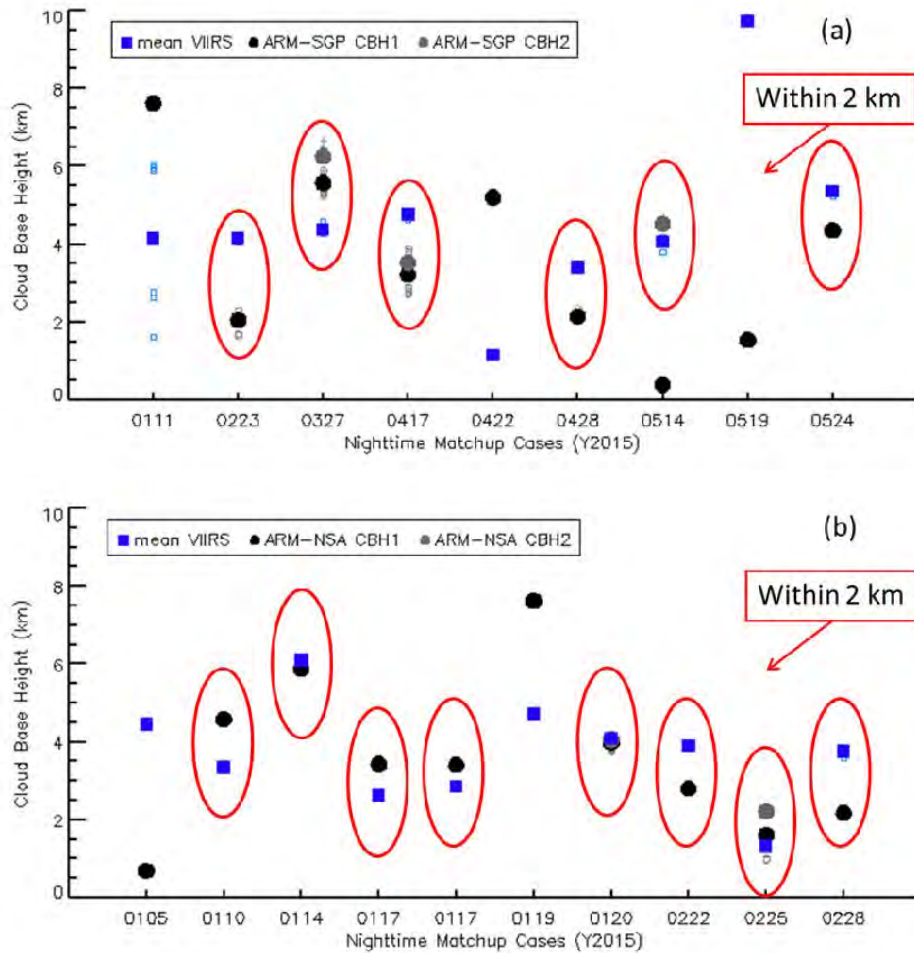 10
mean VIIRS ARM-SGP CBH1 ARM-SGP CBH2
(a)
Within 2 km
8
6
4
2
0
Cloud Base Height (km)
0111 0223 0327 0417 0422 0428 0514 0519 0524
Nighttime Matchup Cases (Y2015)
10
mean VIIRS ARM-NSA CBH1 ARM-NSA CBH2
(b)
Within 2 km
8
6
4
2
0
Cloud Base Height (km)
0105 0110 0114 0117 0117 0119 0120 0222 0225 0228
Nighttime Matchup Cases (Y2015)